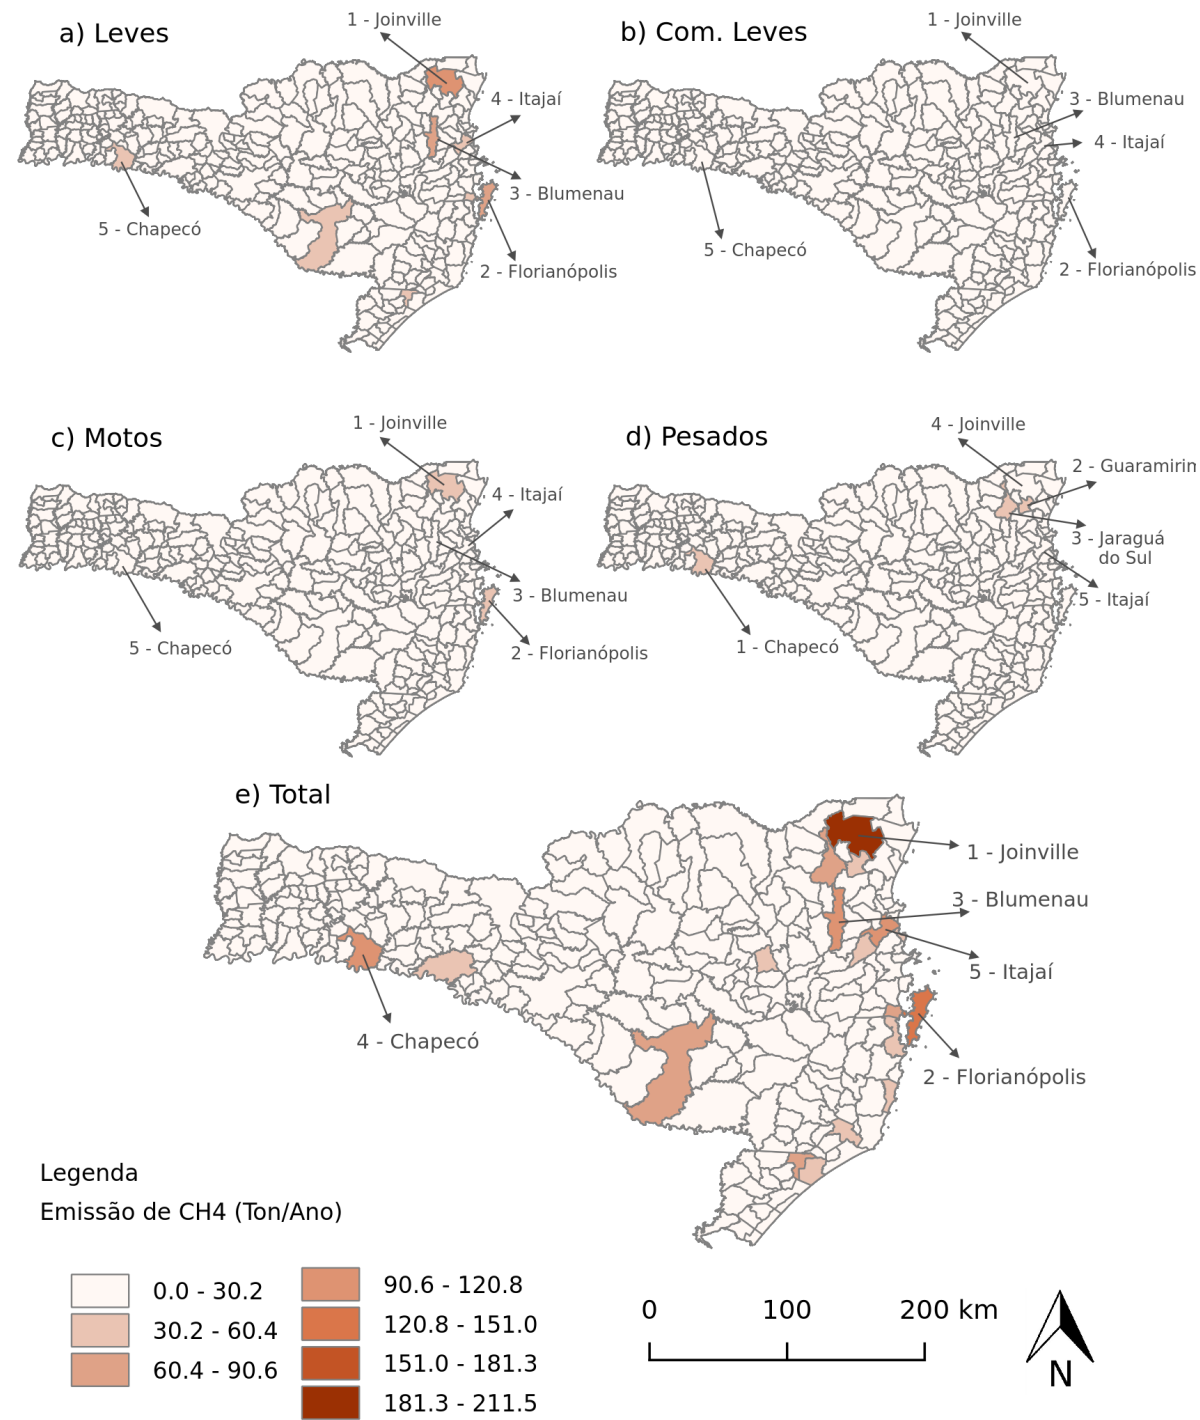 a) Leves
1 - Joinville
4 - Itajaí
3 - Blumenau
5 - Chapecó
2 - Florianópolis
b) Com. Leves
1 - Joinville
3 - Blumenau
4 - Itajaí
5 - Chapecó
2 - Florianópolis
c) Motos
1 - Joinville
4 - Itajaí
3 - Blumenau
5 - Chapecó
2 - Florianópolis
d) Pesados
4 - Joinville
2 - Guaramirim
3 - Jaraguá
do Sul
5 - Itajaí
1 - Chapecó
e) Total
1 - Joinville
3 - Blumenau
5 - Itajaí
4 - Chapecó
2 - Florianópolis
Legenda
Emissão de CH4 (Ton/Ano)
0.0 - 30.2
30.2 - 60.4
60.4 - 90.6
90.6 - 120.8
120.8 - 151.0
151.0 - 181.3
181.3 - 211.5
0 100 200 km
N